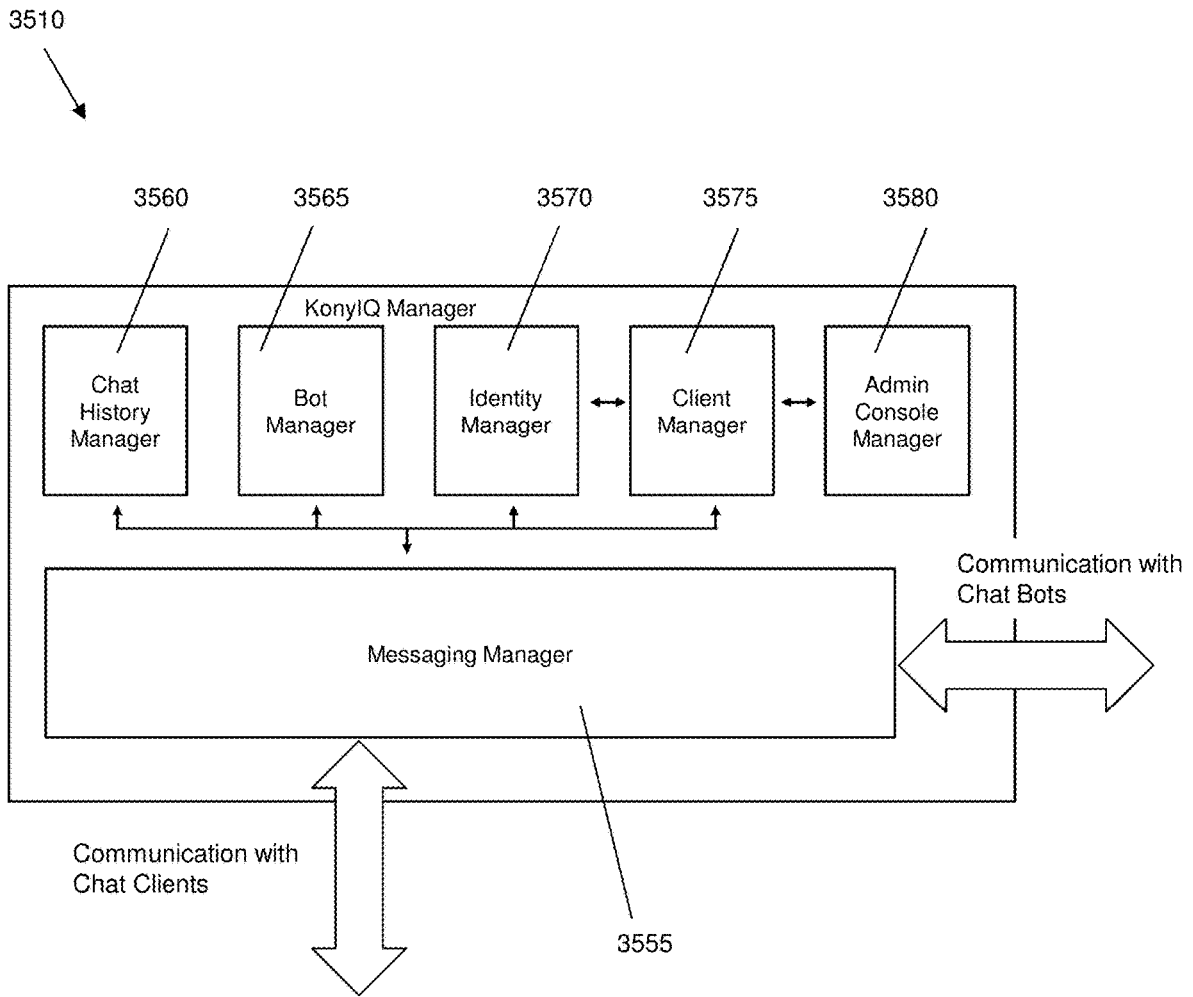 3510
3560
3565
3570
3575
3580
KonyIQ Manager
Chat
History
Manager
Bot
Manager
Identity
Manager
Client
Manager
Admin
Console
Manager
Communication with
Chat Bots
Messaging Manager
Communication with
Chat Clients
3555